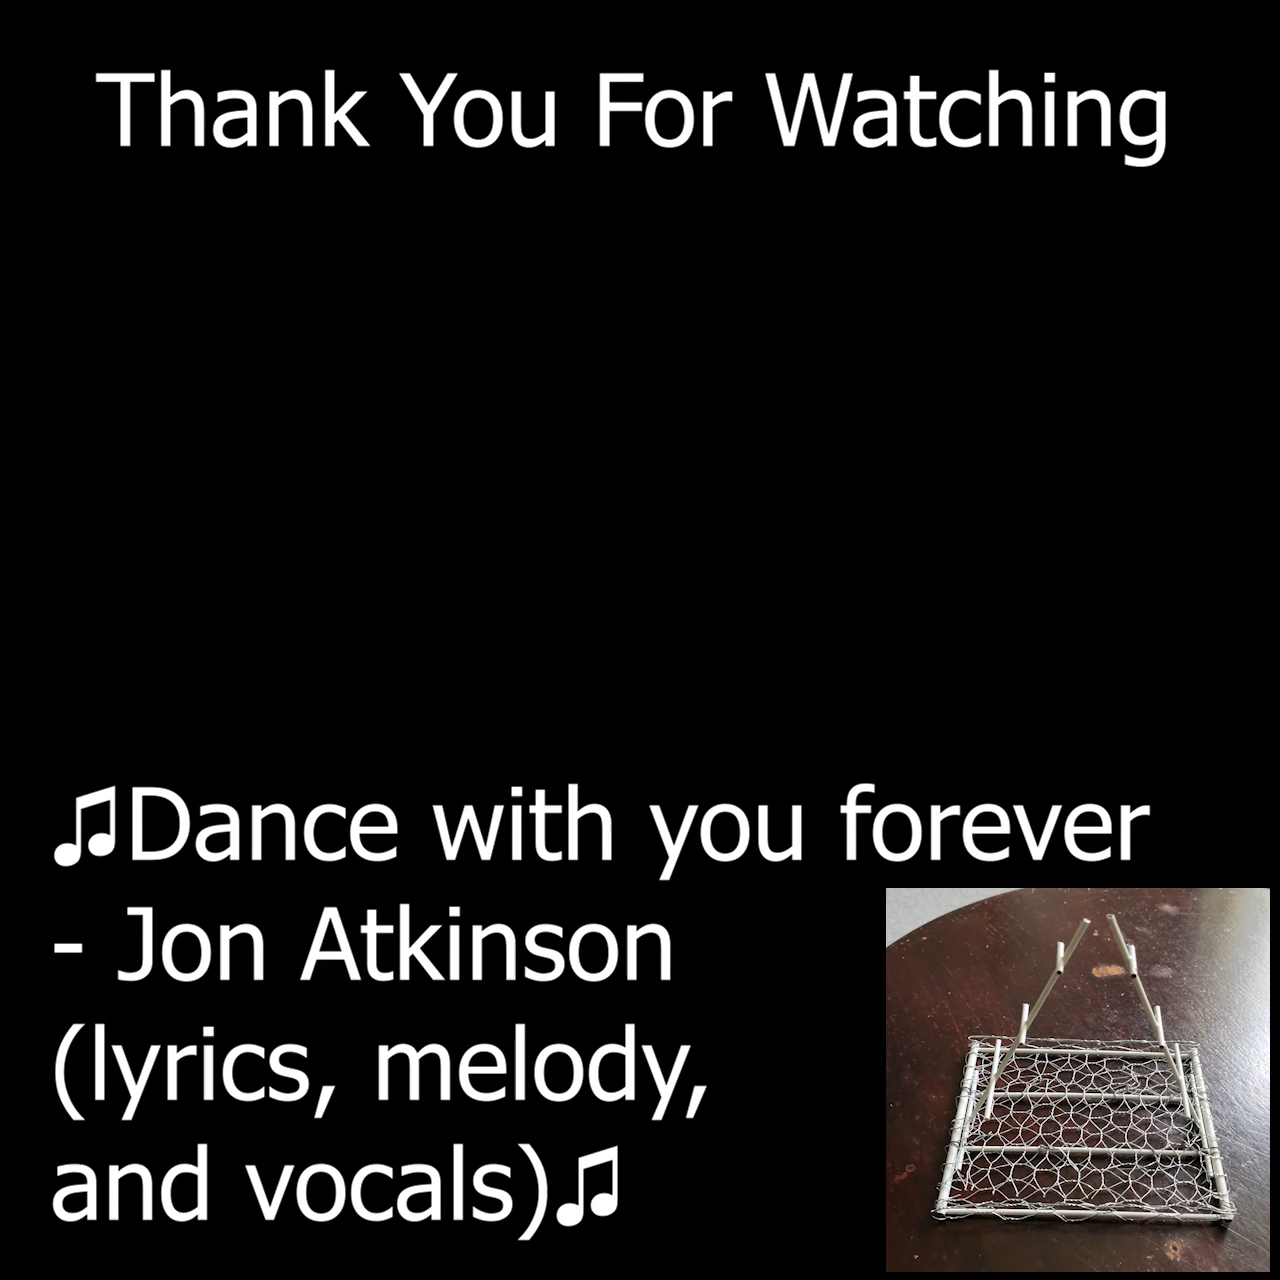 Thank You For Watching
♫Dance with you forever
- Jon Atkinson
(lyrics, melody,
and vocals)♫